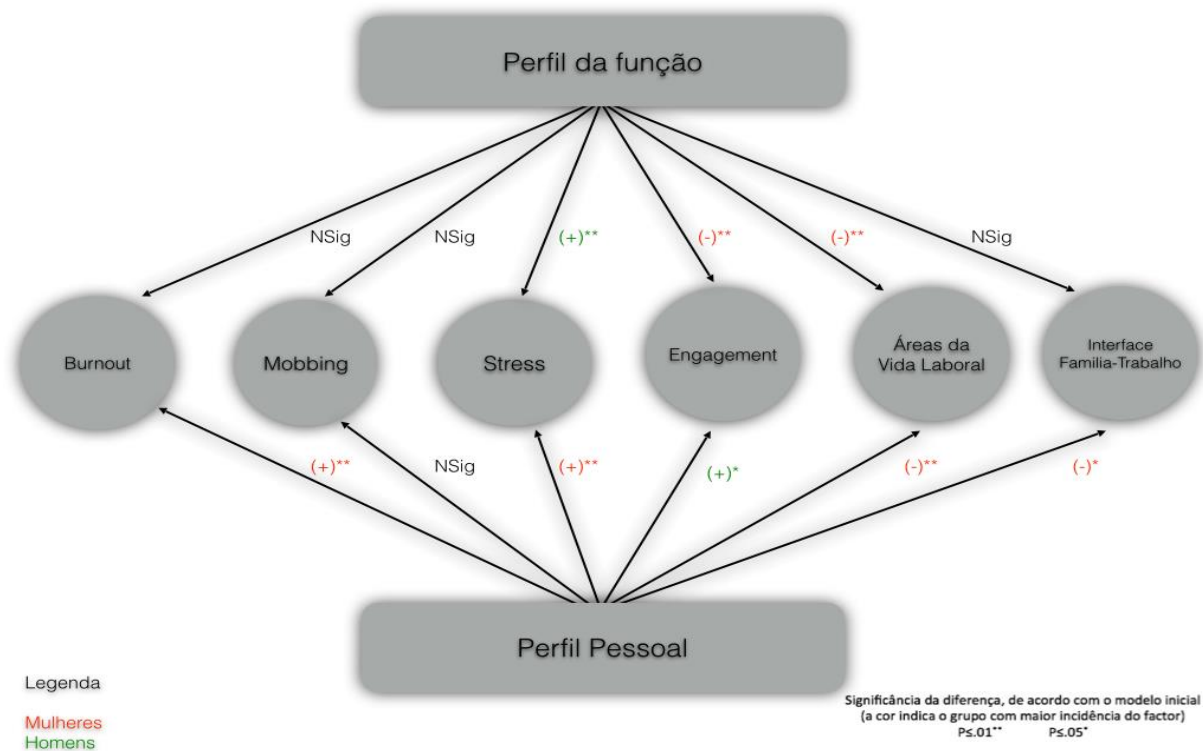 Perfil da função
NSig
NSig
(+)**
(-)**
(-)**
NSig
Burnout
Mobbing
Stress
Engagement
Áreas da
Vida Laboral
Interface
Familia-Trabalho
(+)**
NSig
(+)**
(+)*
(-)**
(-)*
Perfil Pessoal
Legenda
Mulheres
Homens
Significância da diferença, de acordo com o modelo inicial
(a cor indica o grupo com maior incidência do factor)
P≤.01** P≤.05*